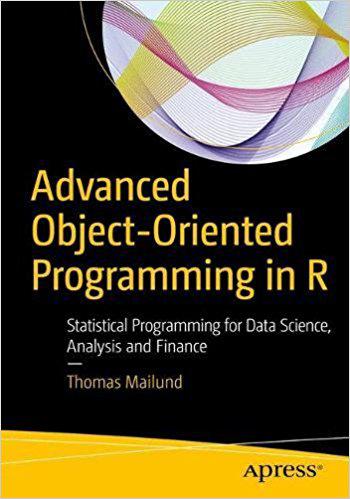 Advanced
Object-Oriented
Programming in R
Statistical Programming for Data Science,
Analysis and Finance
—
Thomas Mailund
Apress®